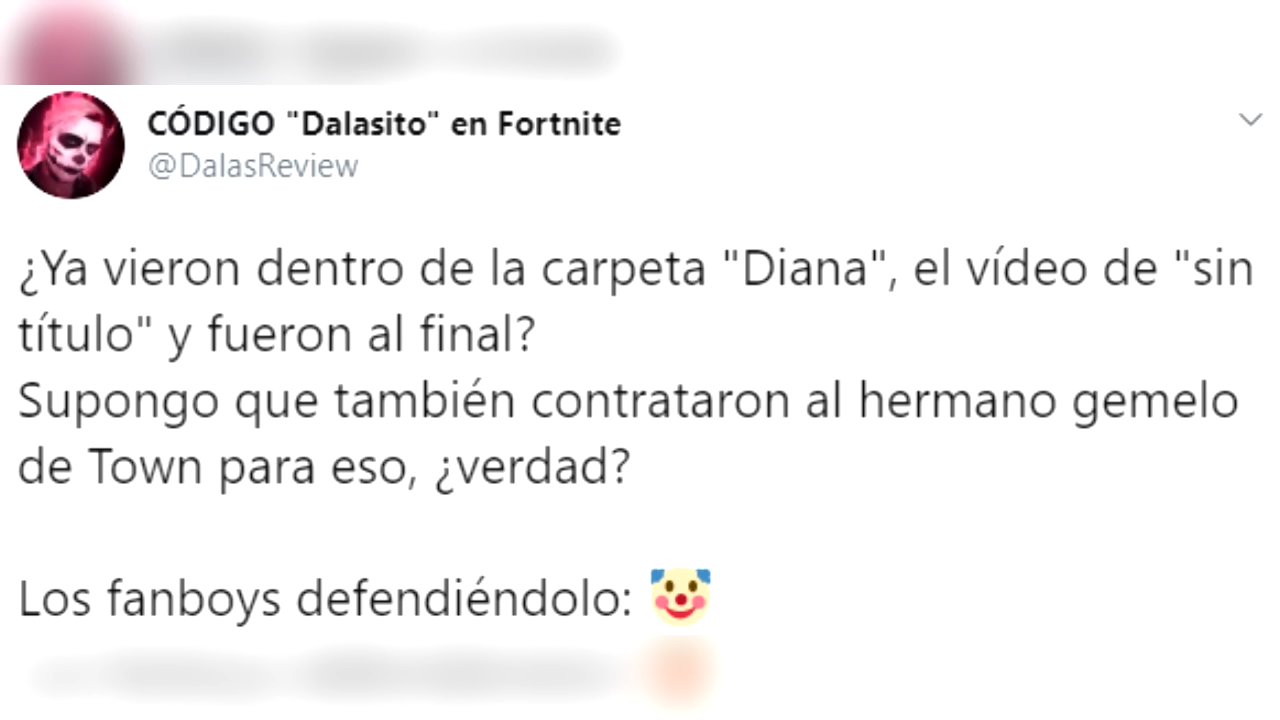 CÓDIGO "Dalasito" en Fortnite
@DalasReview
¿Ya vieron dentro de la carpeta "Diana", el vídeo de "sin
título" y fueron al final?
Supongo que también contrataron al hermano gemelo
de Town para eso, ¿verdad?
Los fanboys defendiéndolo: 🤡